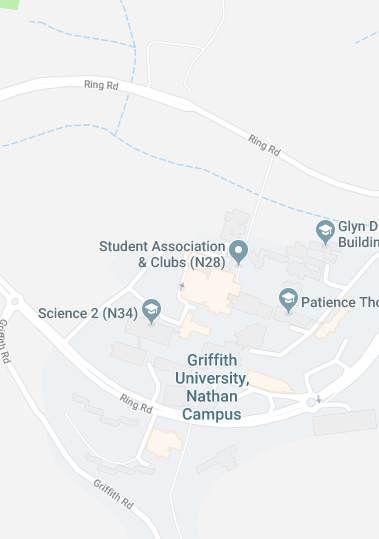 Ring Rd
Ring Rd
Glyn D
Buildin
Student Association
& Clubs (N28)
Patience Tho
Science 2 (N34)
Griffith Rd
Griffith
University,
Nathan
Campus
Ring Rd
Griffith Rd